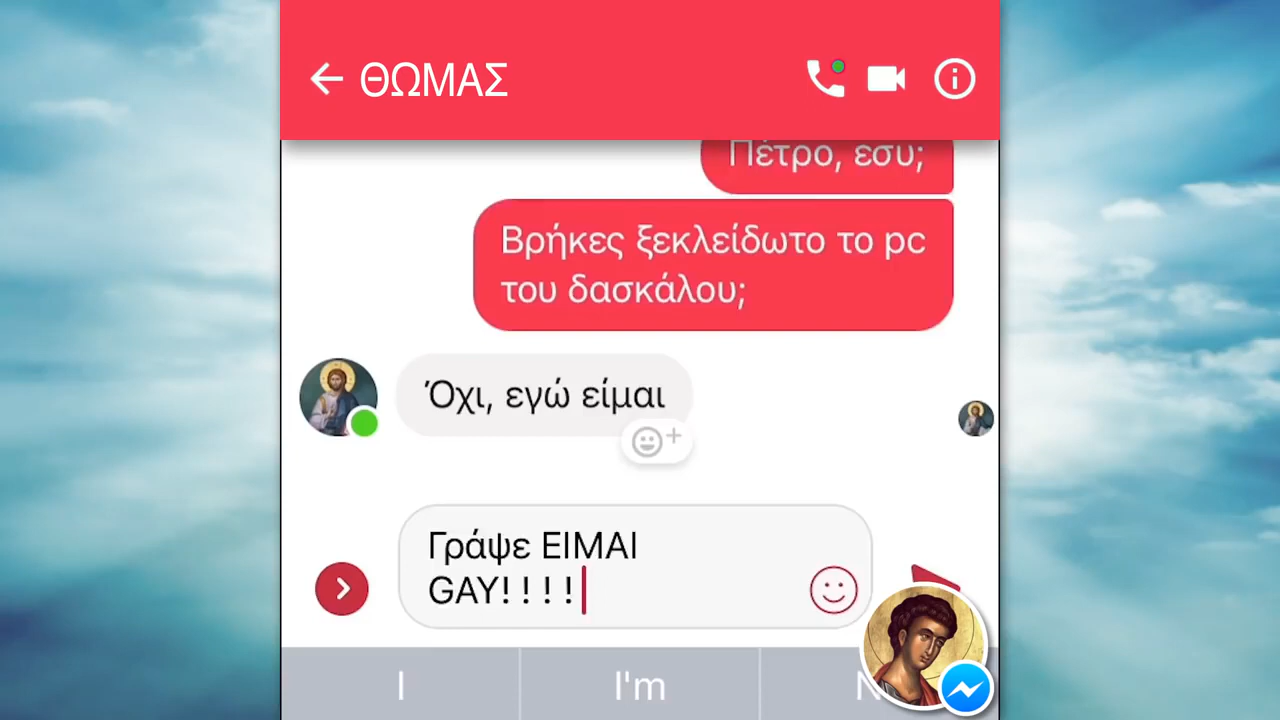 ΘΩΜΑΣ
Πέτρο, εσυ;
Βρήκες ξεκλείδωτο το pc
του δασκάλου;
Όχι, εγώ είμαι
Γράψε ΕΙΜΑΙ
GAY! ! ! !
I
I'm